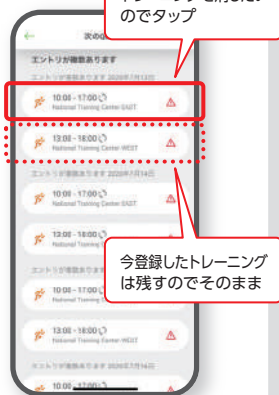 のでタップ
エントリが複数あります
エントリが複数あります 2020年7月13日
10:00 - 17:00
National Training Center EAST
13:00 - 18:00
National Training Center WEST
エントリが複数あります 2020年7月14日
10:00 - 17:00
National Training Center EAST
13:00 - 18:00
National Training
今登録したトレーニング
は残すのでそのまま
10:00 - 17:00
National Training
13:00 - 18:00
National Training Center WEST
10:00 - 17:00